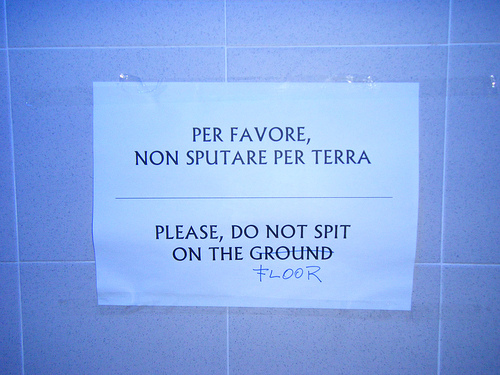 PER FAVORE,
NON SPUTARE PER TERRA
PLEASE, DO NOT SPIT
ON THE GROUND
FLOOR